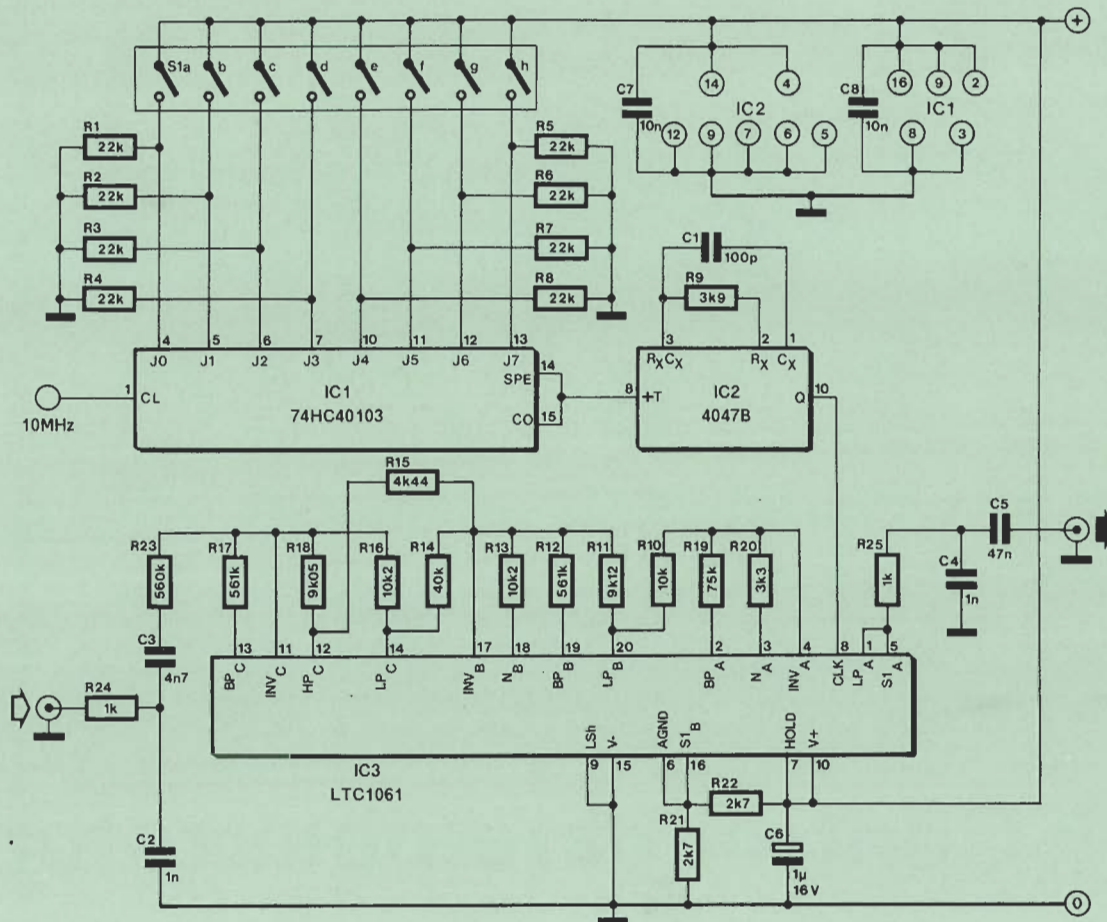 +
S1a b c d e f g h
C7
10n
14 4
IC2
12 9 7 6 5
C8
10n
16 9 2
IC1
8 3
R1
22k
R2
22k
R3
22k
R4
22k
R5
22k
R6
22k
R7
22k
R8
22k
C1
100p
R9
3k9
4 5 6 7 10 11 12 13
J0 J1 J2 J3 J4 J5 J6 J7
1
CL
10MHz
IC1
74HC40103
SPE
14
CO
15
3 2 1
RXCX RX CX
8
+T
IC2
4047B
Q
10
R15
4k44
R23
560k
R17
561k
R18
9k05
R16
10k2
R14
40k
R13
10k2
R12
561k
R11
9k12
R10
10k
R19
75k
R20
3k3
R25
1k
C5
47n
C4
1n
C3
4n7
R24
1k
13 11 12 14 17 18 19 20 2 3 4 8 1 5
BPC INVC HPC LPC INVB NB BPB LPB BPA NA INVA CLK LPA S1A
LSh V- AGND S1B HOLD V+
9 15 6 16 7 10
IC3
LTC1061
R22
2k7
R21
2k7
C6
1µ
16V
C2
1n
0